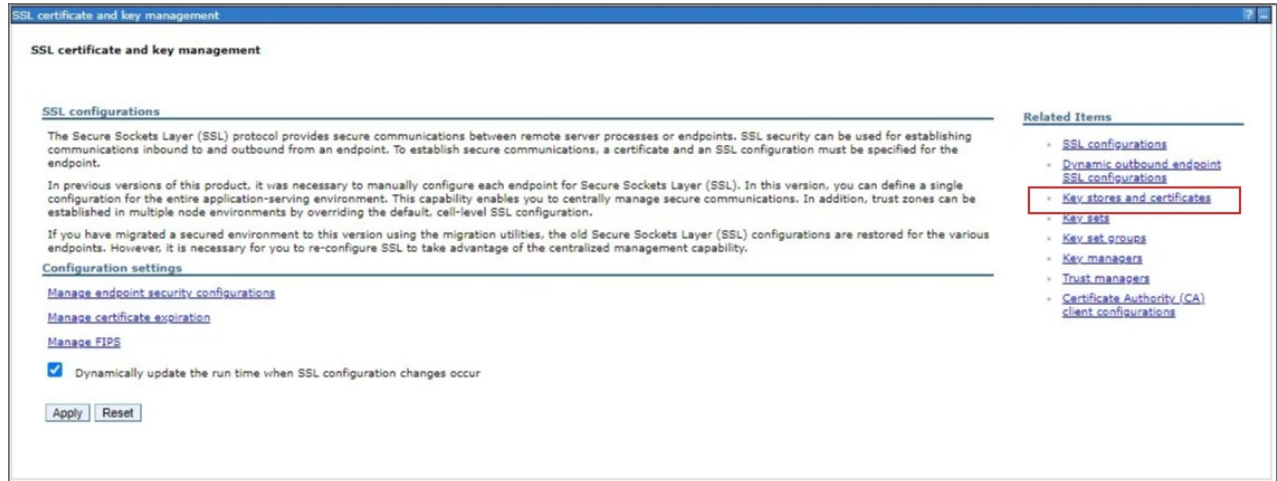 SSL certificate and key management
? -
SSL certificate and key management
SSL configurations
The Secure Sockets Layer (SSL) protocol provides secure communications between remote server processes or endpoints. SSL security can be used for establishing
communications inbound to and outbound from an endpoint. To establish secure communications, a certificate and an SSL configuration must be specified for the
endpoint.
In previous versions of this product, it was necessary to manually configure each endpoint for Secure Sockets Layer (SSL). In this version, you can define a single
configuration for the entire application-serving environment. This capability enables you to centrally manage secure communications. In addition, trust zones can be
established in multiple node environments by overriding the default, cell-level SSL configuration.
If you have migrated a secured environment to this version using the migration utilities, the old Secure Sockets Layer (SSL) configurations are restored for the various
endpoints. However, it is necessary for you to re-configure SSL to take advantage of the centralized management capability.
Configuration settings
Manage endpoint security configurations
Manage certificate expiration
Manage FIPS
Dynamically update the run time when SSL configuration changes occur
Apply Reset
Related Items
SSL configurations
Dynamic outbound endpoint
SSL configurations
Key stores and certificates
Key sets
Key set groups
Key managers
Trust managers
Certificate Authority (CA)
client configurations